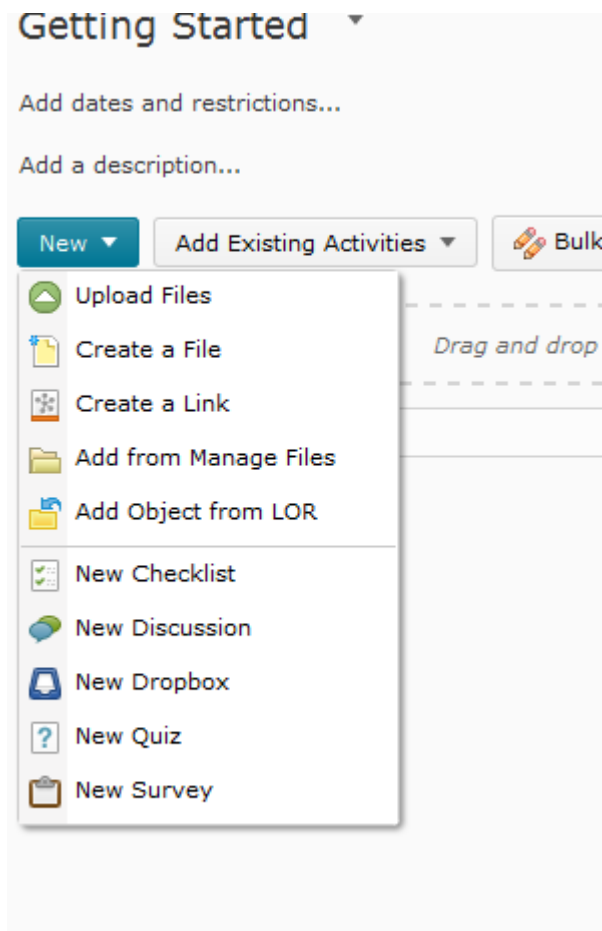 Getting Started
Add dates and restrictions...
Add a description...
New Add Existing Activities Bulk
Upload Files
Create a File
Drag and drop
Create a Link
Add from Manage Files
Add Object from LOR
New Checklist
New Discussion
New Dropbox
New Quiz
New Survey